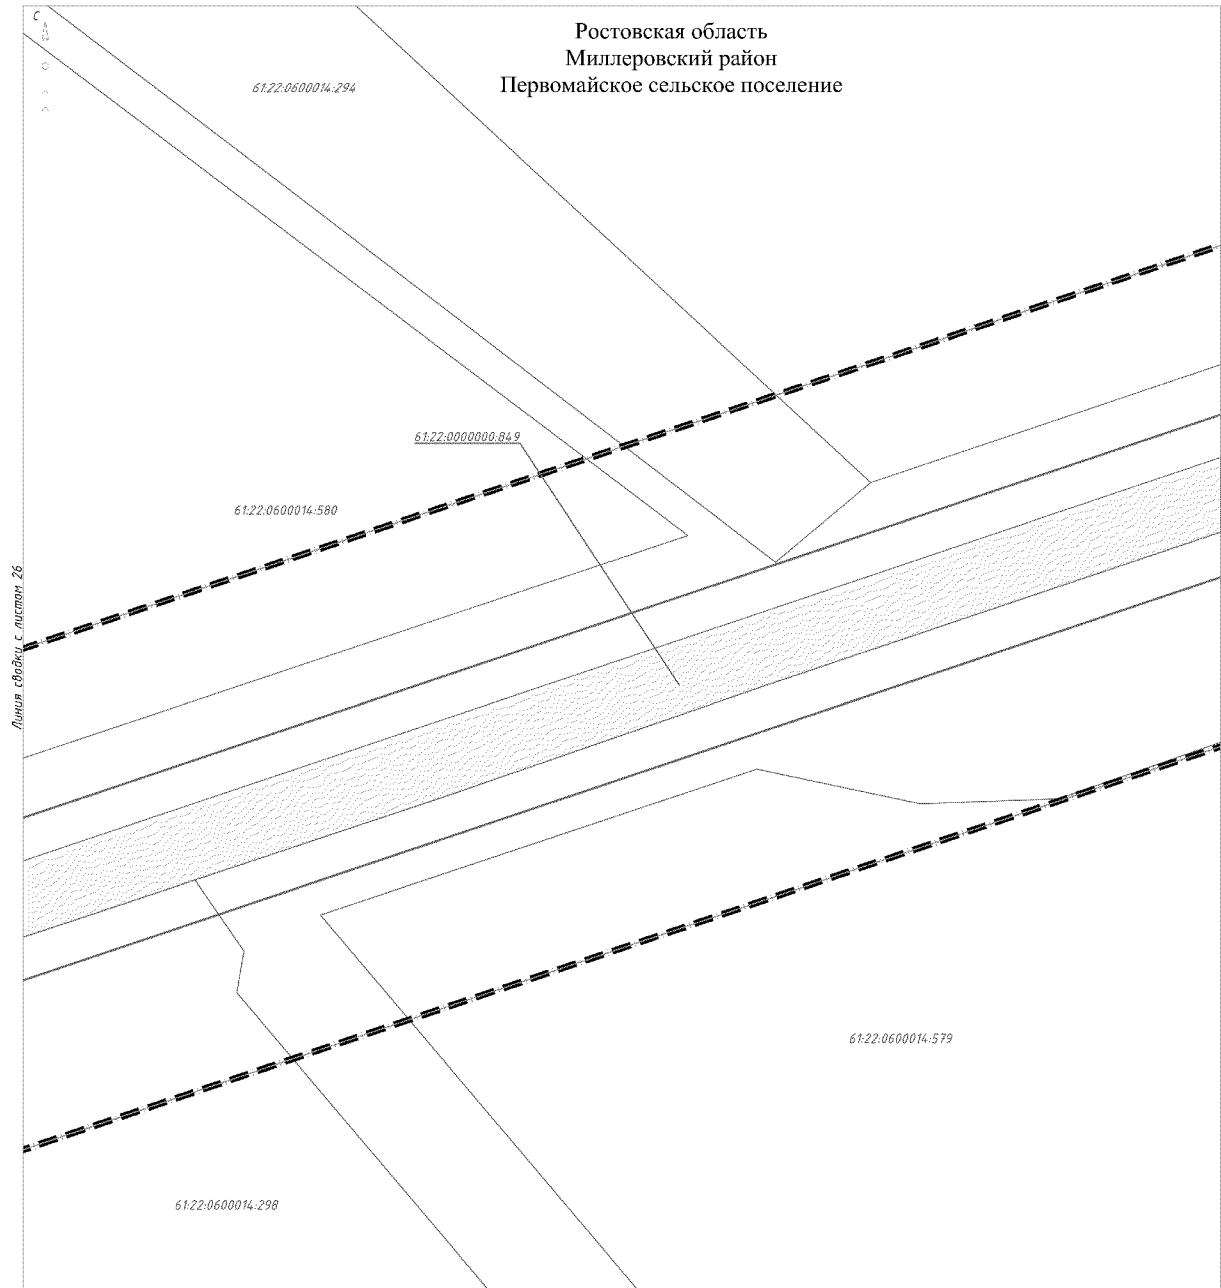 С
Ростовская область
Миллеровский район
Первомайское сельское поселение
61:22:0600014:294
61:22:0000000:849
61:22:0600014:580
Линия сводки с листом 26
61:22:0600014:579
61:22:0600014:298